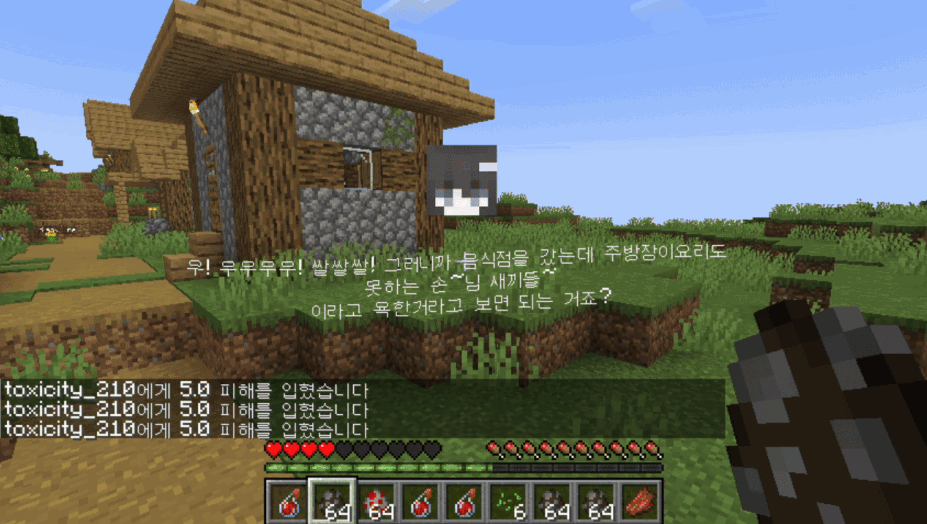 우! 우우우우! 쌀쌀쌀! 그러니까 음식점을 갔는데 주방장이요리도
못하는 손~님 새끼들~
이라고 욕한거라고 보면 되는 거죠?
toxicity_210에게 5.0 피해를 입혔습니다
toxicity_210에게 5.0 피해를 입혔습니다
toxicity_210에게 5.0 피해를 입혔습니다
64 64 6 64 64